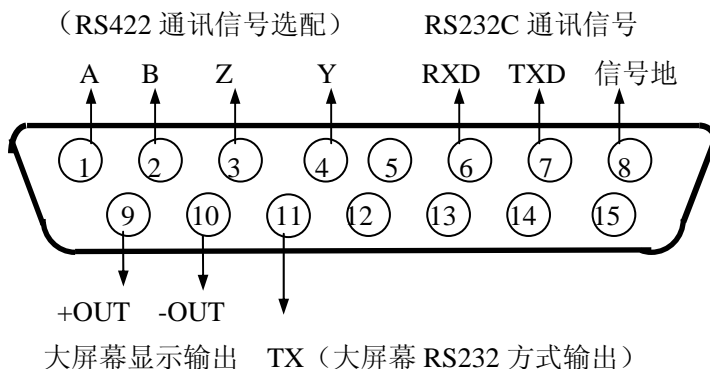 （RS422 通讯信号选配） RS232C 通讯信号
A B Z Y RXD TXD 信号地
1 2 3 4 5 6 7 8
9 10 11 12 13 14 15
+OUT -OUT
大屏幕显示输出 TX（大屏幕 RS232 方式输出）